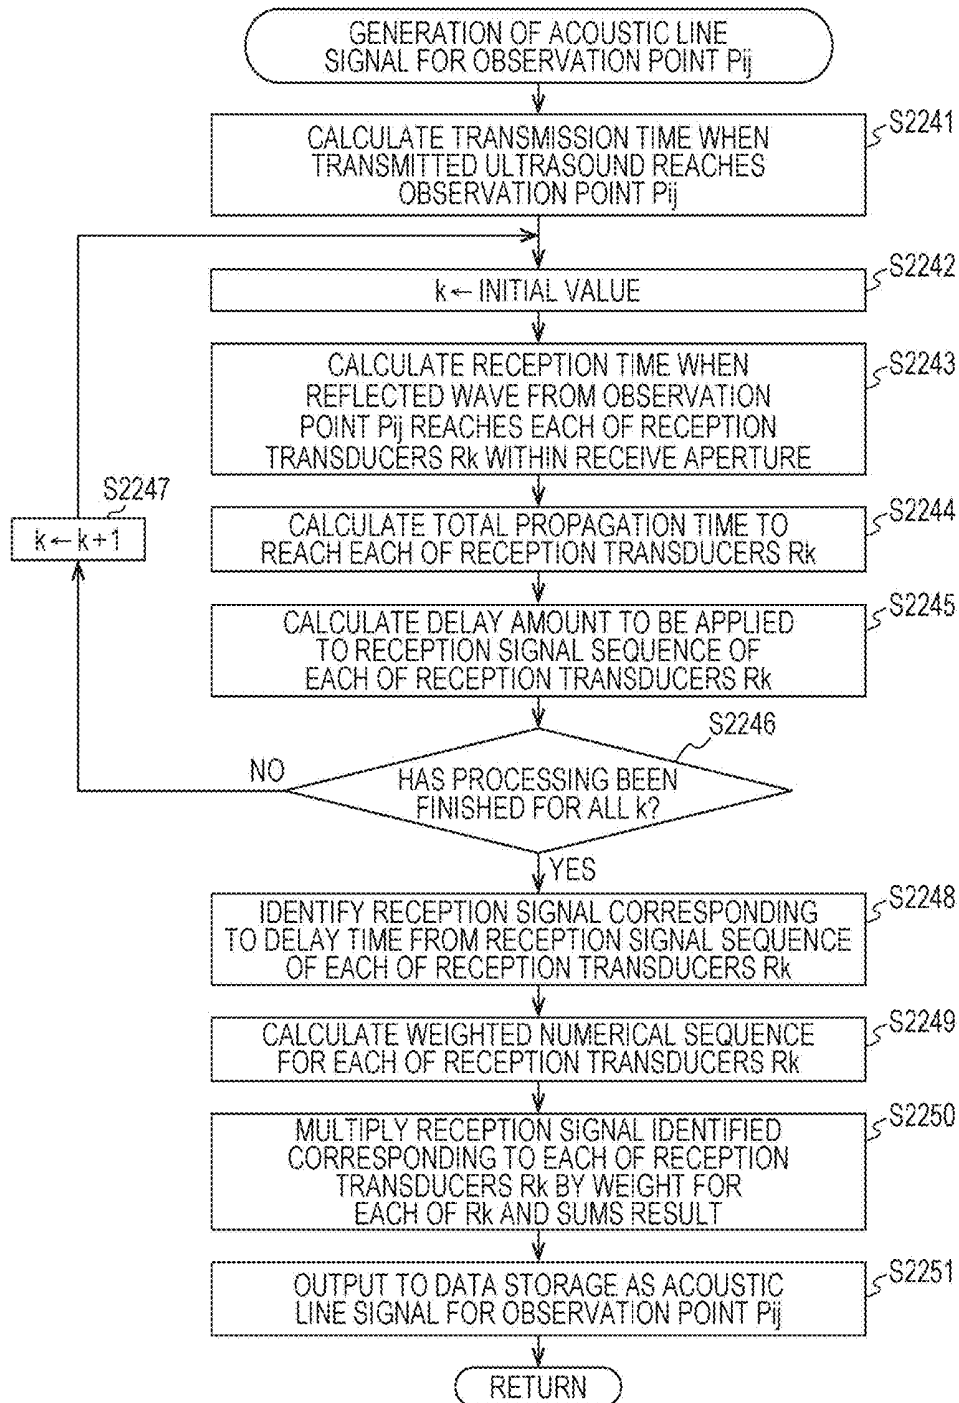 GENERATION OF ACOUSTIC LINE
SIGNAL FOR OBSERVATION POINT Pij
S2241
CALCULATE TRANSMISSION TIME WHEN
TRANSMITTED ULTRASOUND REACHES
OBSERVATION POINT Pij
S2242
k ← INITIAL VALUE
S2243
CALCULATE RECEPTION TIME WHEN
REFLECTED WAVE FROM OBSERVATION
POINT Pij REACHES EACH OF RECEPTION
TRANSDUCERS Rk WITHIN RECEIVE APERTURE
S2247
k ← k+1
S2244
CALCULATE TOTAL PROPAGATION TIME TO
REACH EACH OF RECEPTION TRANSDUCERS Rk
S2245
CALCULATE DELAY AMOUNT TO BE APPLIED
TO RECEPTION SIGNAL SEQUENCE OF
EACH OF RECEPTION TRANSDUCERS Rk
S2246
NO
HAS PROCESSING BEEN
FINISHED FOR ALL k?
YES
S2248
IDENTIFY RECEPTION SIGNAL CORRESPONDING
TO DELAY TIME FROM RECEPTION SIGNAL SEQUENCE
OF EACH OF RECEPTION TRANSDUCERS Rk
S2249
CALCULATE WEIGHTED NUMERICAL SEQUENCE
FOR EACH OF RECEPTION TRANSDUCERS Rk
S2250
MULTIPLY RECEPTION SIGNAL IDENTIFIED
CORRESPONDING TO EACH OF RECEPTION
TRANSDUCERS Rk BY WEIGHT FOR
EACH OF Rk AND SUMS RESULT
S2251
OUTPUT TO DATA STORAGE AS ACOUSTIC
LINE SIGNAL FOR OBSERVATION POINT Pij
RETURN